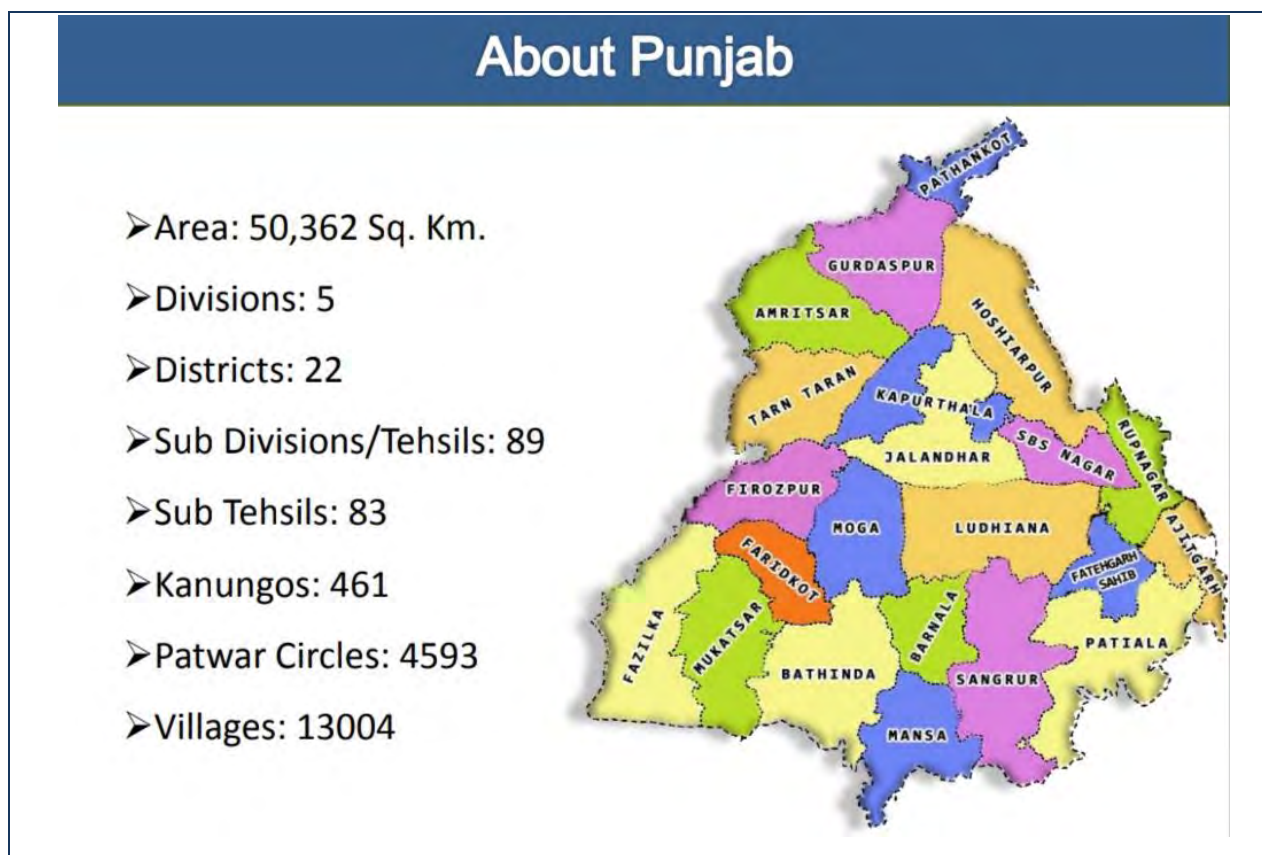 About Punjab
➢Area: 50,362 Sq. Km.
➢Divisions: 5
➢Districts: 22
➢Sub Divisions/Tehsils: 89
➢Sub Tehsils: 83
➢Kanungos: 461
➢Patwar Circles: 4593
➢Villages: 13004
PATHANKOT
GURDASPUR
AMRITSAR
HOSHIARPUR
TARN TARAN
KAPURTHALA
JALANDHAR
SBS NAGAR
RUPNAGAR
FIROZPUR
MOGA
LUDHIANA
AJITGARH
FATEHGARH
SAHIB
FARIDKOT
FAZILKA
MUKATSAR
BATHINDA
BARNALA
SANGRUR
PATIALA
MANSA